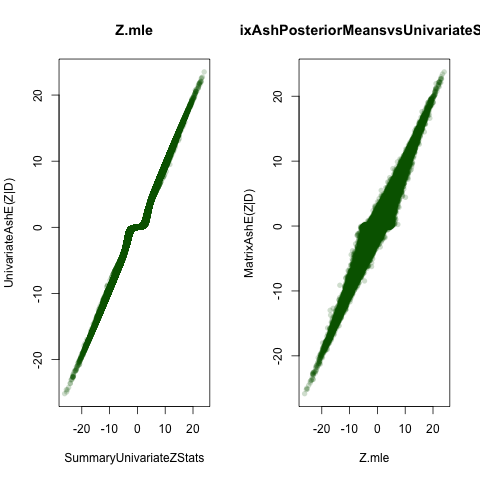 Z.mle
UnivariateAshE(Z|D)
20
10
0
-10
-20
-20 -10 0 10 20
SummaryUnivariateZStats
ixAshPosteriorMeansvsUnivariateS
MatrixAshE(Z|D)
20
10
0
-10
-20
-20 -10 0 10 20
Z.mle